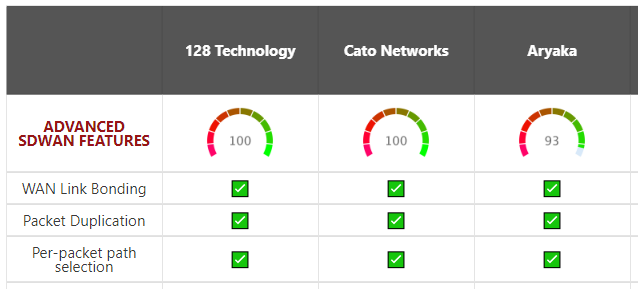 128 Technology Cato Networks Aryaka
ADVANCED
SDWAN FEATURES
100 100 93
WAN Link Bonding
Packet Duplication
Per-packet path
selection